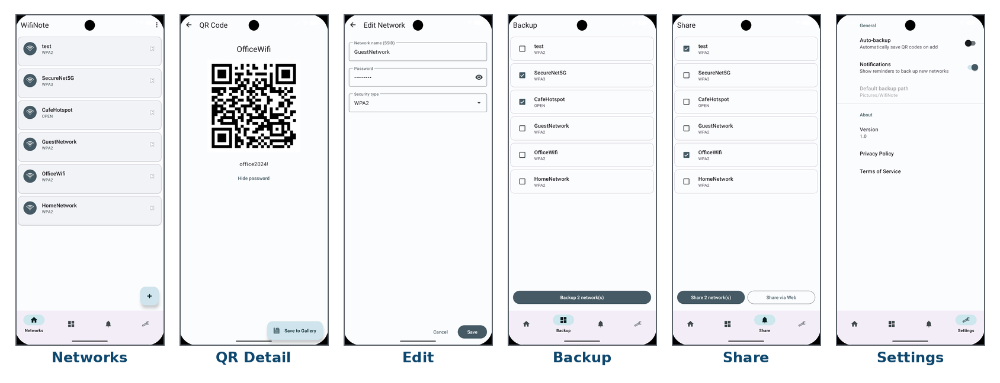 WifiNote
test
WPA2
SecureNet5G
WPA3
CafeHotspot
OPEN
GuestNetwork
WPA2
OfficeWifi
WPA2
HomeNetwork
WPA2
+
Networks
Networks
QR Code
OfficeWifi
office2024!
Hide password
Save to Gallery
QR Detail
Edit Network
Network name (SSID)
GuestNetwork
Password
•••••••••
Security type
WPA2
Cancel
Save
Edit
Backup
test
WPA2
SecureNet5G
WPA3
CafeHotspot
OPEN
GuestNetwork
WPA2
OfficeWifi
WPA2
HomeNetwork
WPA2
Backup 2 network(s)
Backup
Backup
Share
test
WPA2
SecureNet5G
WPA3
CafeHotspot
OPEN
GuestNetwork
WPA2
OfficeWifi
WPA2
HomeNetwork
WPA2
Share 2 network(s)
Share via Web
Share
Share
General
Auto-backup
Automatically save QR codes on add
Notifications
Show reminders to back up new networks
Default backup path
Pictures/WifiNote
About
Version
1.0
Privacy Policy
Terms of Service
Settings
Settings